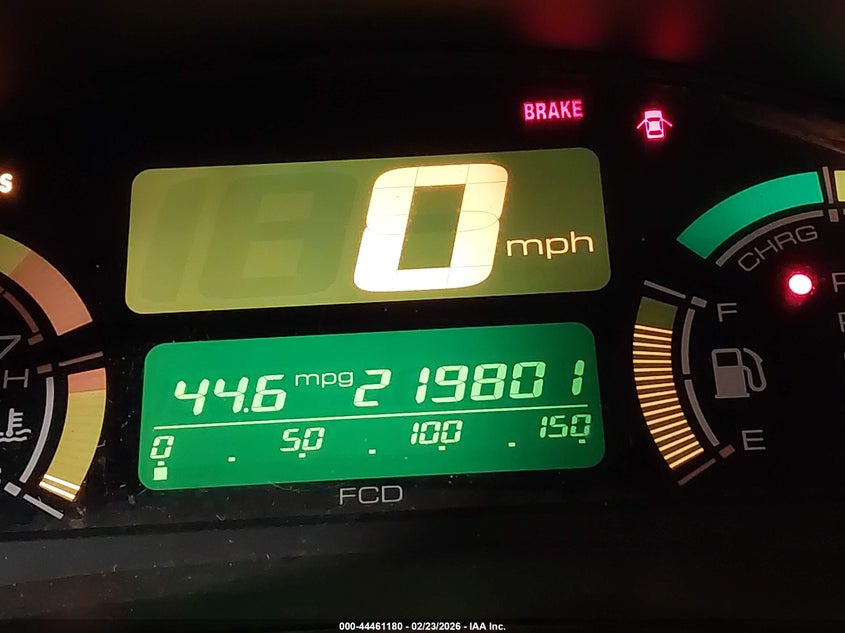 BRAKE
S
0 mph
CHRG
F
H
44.6 mpg 219801
0 . 50 . 100 . 150
E
FCD
000-44461180 - 02/23/2026 - IAA Inc.